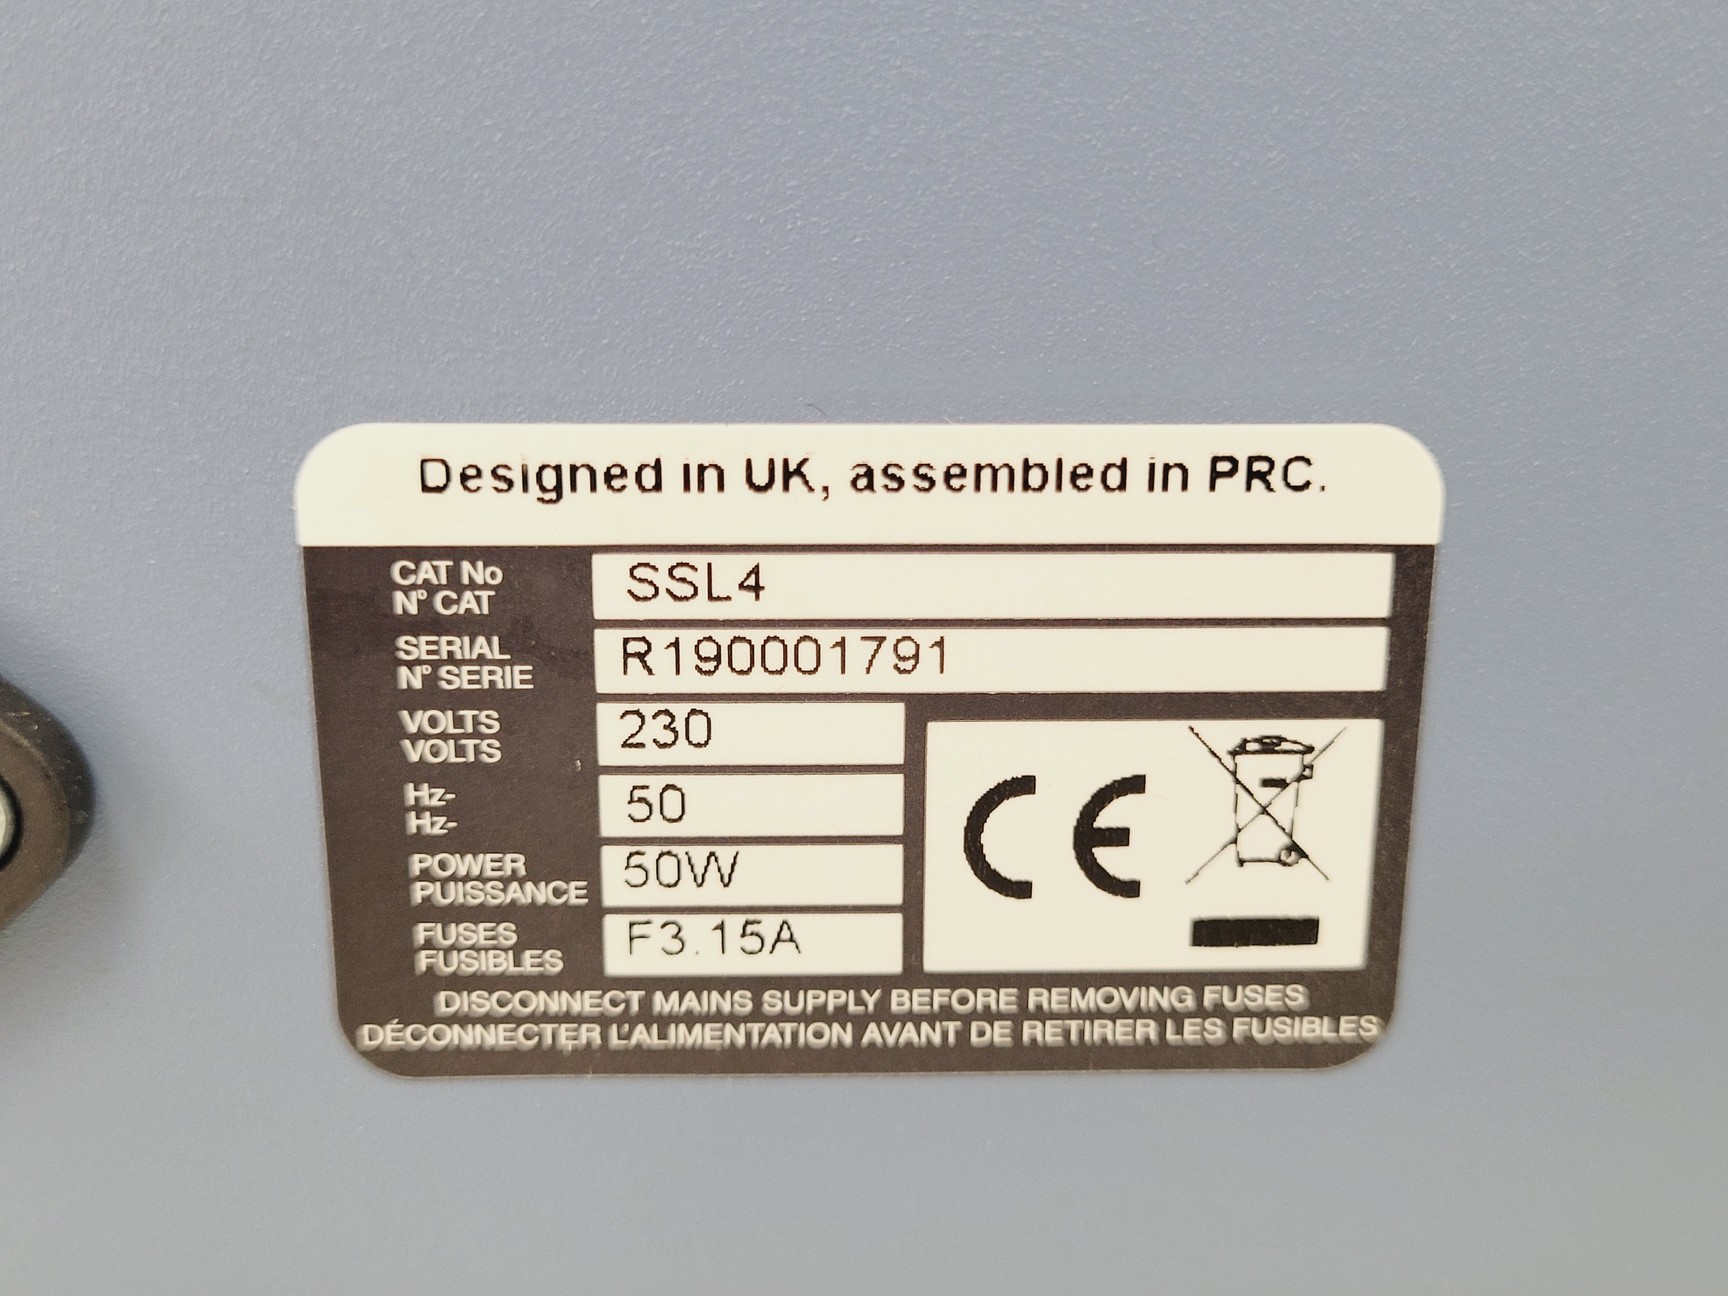 Designed in UK, assembled in PRC.
CAT No SSL4
N° CAT
SERIAL R190001791
N° SERIE
VOLTS 230
VOLTS
Hz- 50
Hz-
POWER 50W
PUISSANCE
FUSES F3.15A
FUSIBLES
CE
DISCONNECT MAINS SUPPLY BEFORE REMOVING FUSES
DÉCONNECTER L'ALIMENTATION AVANT DE RETIRER LES FUSIBLES